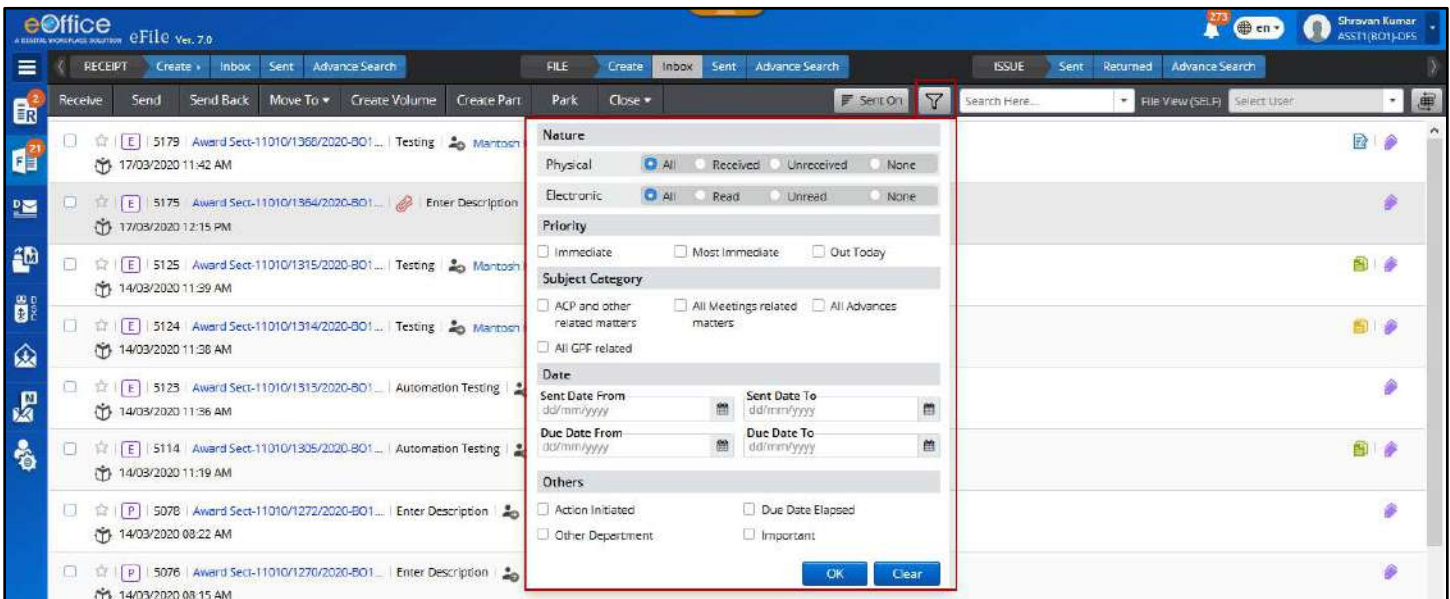 eOffice
A DIGITAL WORKPLACE SOLUTION eFile Ver. 7.0
273 en Shravan Kumar
ASST1(BO1)-DFS
RECEIPT Create Inbox Sent Advance Search FILE Create Inbox Sent Advance Search ISSUE Sent Returned Advance Search
Receive Send Send Back Move To Create Volume Create Part Park Close Sent On Search Here... File View (SELF) Select User
2
R
21
F
D
M
DSC
N
E 5179 Award Sect-11010/1368/2020-BO1... Testing Mantosh
17/03/2020 11:42 AM
E 5175 Award Sect-11010/1364/2020-BO1... Enter Description
17/03/2020 12:15 PM
E 5125 Award Sect-11010/1315/2020-BO1... Testing Mantosh
14/03/2020 11:39 AM
E 5124 Award Sect-11010/1314/2020-BO1... Testing Mantosh
14/03/2020 11:38 AM
E 5123 Award Sect-11010/1313/2020-BO1... Automation Testing
14/03/2020 11:36 AM
E 5114 Award Sect-11010/1305/2020-BO1... Automation Testing
14/03/2020 11:19 AM
P 5078 Award Sect-11010/1272/2020-BO1... Enter Description
14/03/2020 08:22 AM
P 5076 Award Sect-11010/1270/2020-BO1... Enter Description
14/03/2020 08:15 AM
Nature
Physical All Received Unreceived None
Electronic All Read Unread None
Priority
Immediate Most Immediate Out Today
Subject Category
ACP and other related matters All Meetings related matters All Advances
All GPF related
Date
Sent Date From Sent Date To
dd/mm/yyyy dd/mm/yyyy
Due Date From Due Date To
dd/mm/yyyy dd/mm/yyyy
Others
Action Initiated Due Date Elapsed
Other Department Important
OK Clear